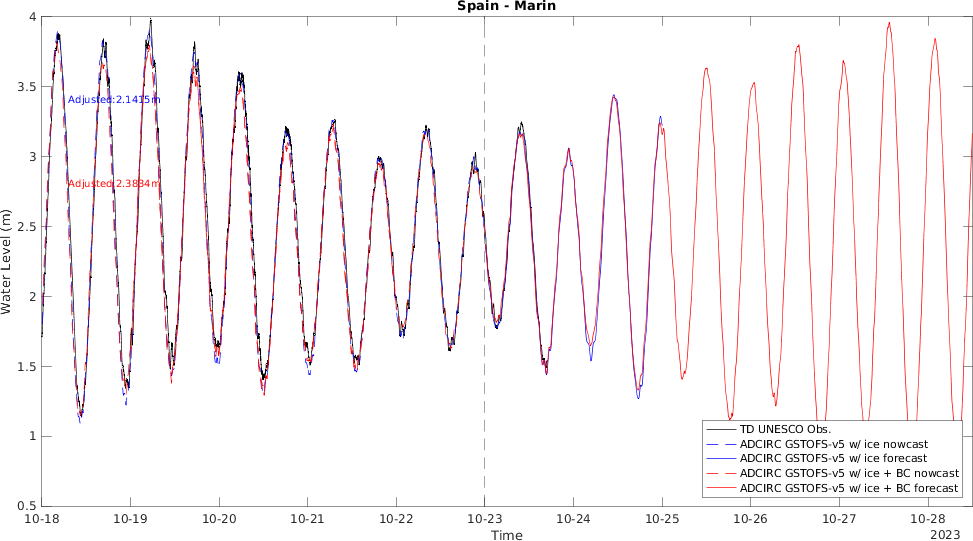 Spain - Marin
4
3.5
3
2.5
2
1.5
1
0.5
Water Level (m)
Adjusted:2.1415m
Adjusted:2.3834m
TD UNESCO Obs.
ADCIRC GSTOFS-v5 w/ ice nowcast
ADCIRC GSTOFS-v5 w/ ice forecast
ADCIRC GSTOFS-v5 w/ ice + BC nowcast
ADCIRC GSTOFS-v5 w/ ice + BC forecast
10-18 10-19 10-20 10-21 10-22 10-23 10-24 10-25 10-26 10-27 10-28
2023
Time